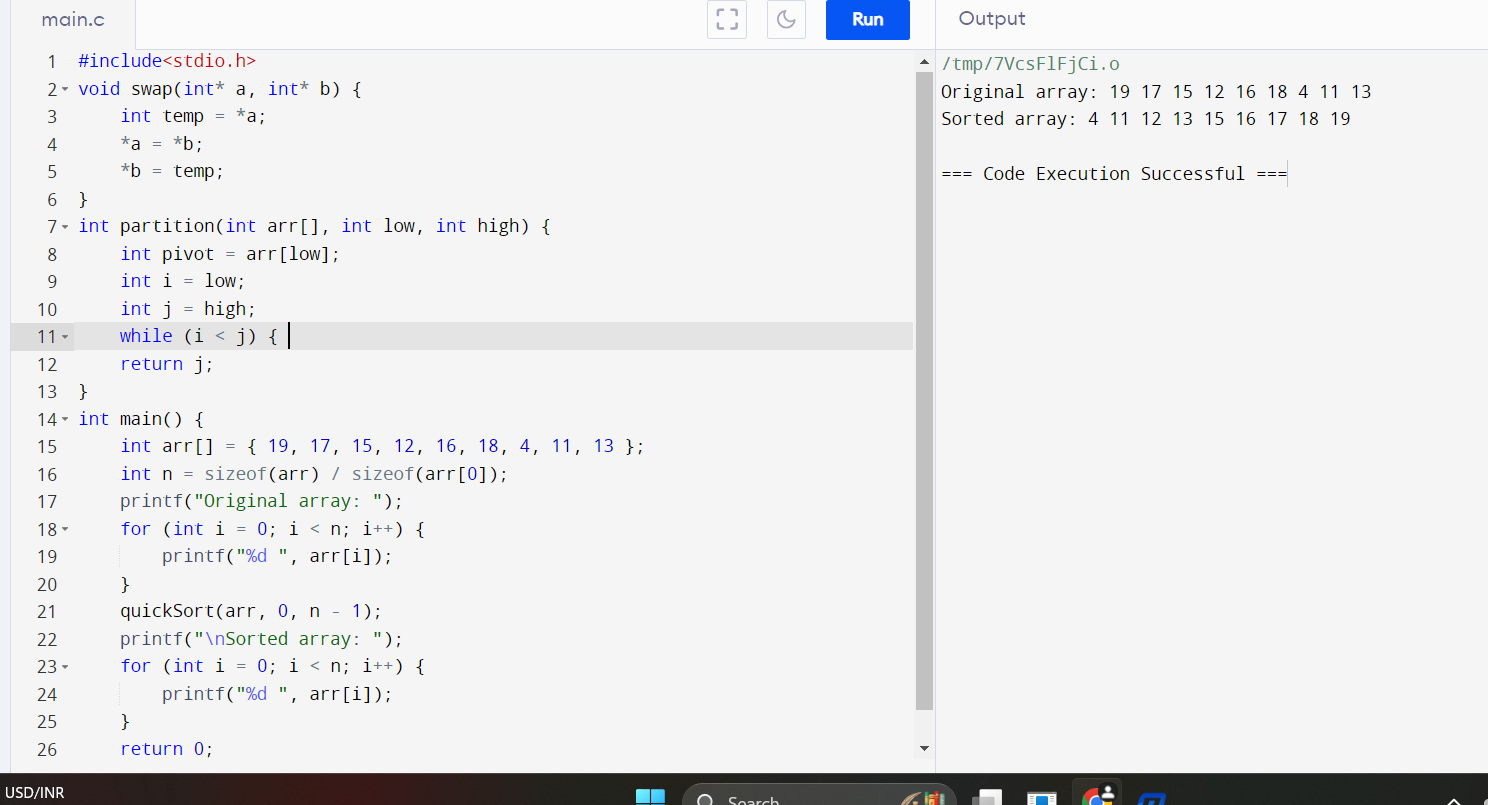 main.c
Run
Output
1 #include<stdio.h>
2 void swap(int* a, int* b) {
3     int temp = *a;
4     *a = *b;
5     *b = temp;
6 }
7 int partition(int arr[], int low, int high) {
8     int pivot = arr[low];
9     int i = low;
10     int j = high;
11     while (i < j) {
12     return j;
13 }
14 int main() {
15     int arr[] = { 19, 17, 15, 12, 16, 18, 4, 11, 13 };
16     int n = sizeof(arr) / sizeof(arr[0]);
17     printf("Original array: ");
18     for (int i = 0; i < n; i++) {
19         printf("%d ", arr[i]);
20     }
21     quickSort(arr, 0, n - 1);
22     printf("\nSorted array: ");
23     for (int i = 0; i < n; i++) {
24         printf("%d ", arr[i]);
25     }
26     return 0;
/tmp/7VcsFlFjCi.o
Original array: 19 17 15 12 16 18 4 11 13
Sorted array: 4 11 12 13 15 16 17 18 19
=== Code Execution Successful ===
USD/INR
Search